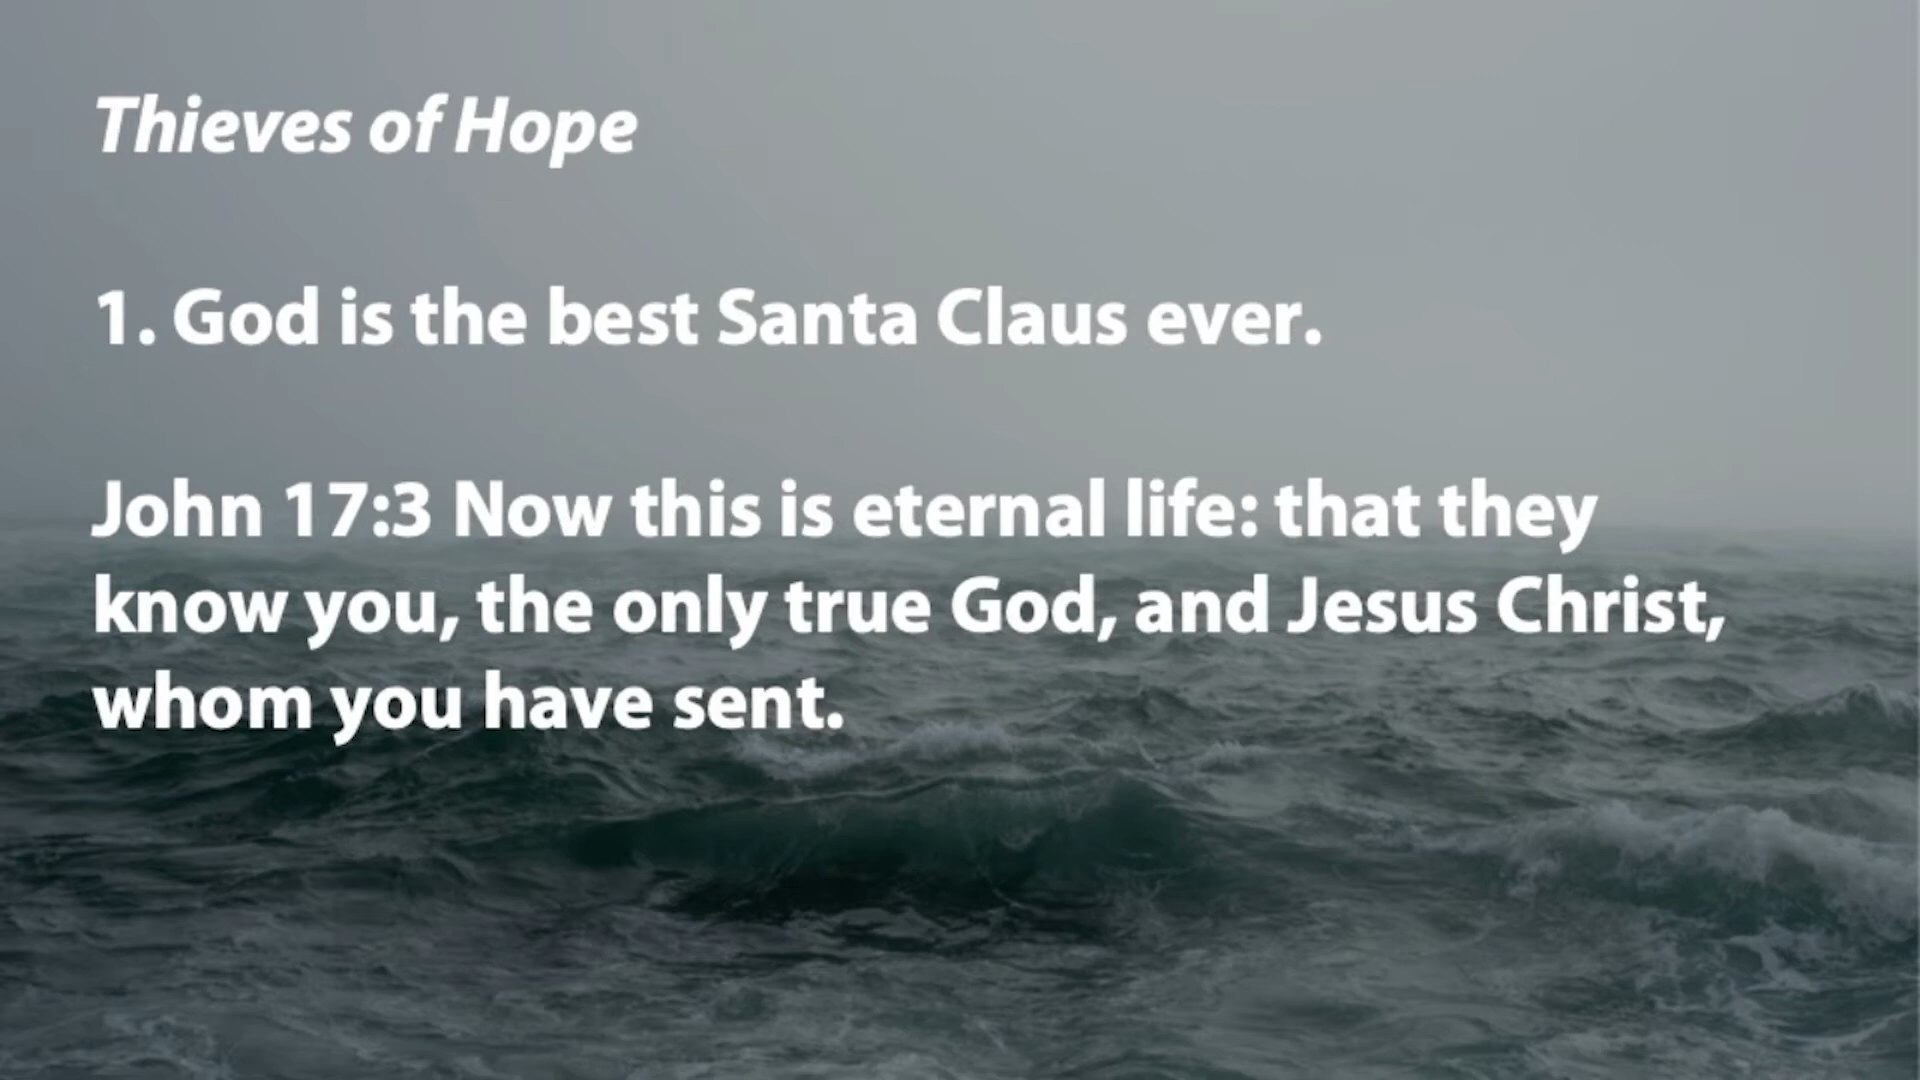 Thieves of Hope
1. God is the best Santa Claus ever.
John 17:3 Now this is eternal life: that they
know you, the only true God, and Jesus Christ,
whom you have sent.